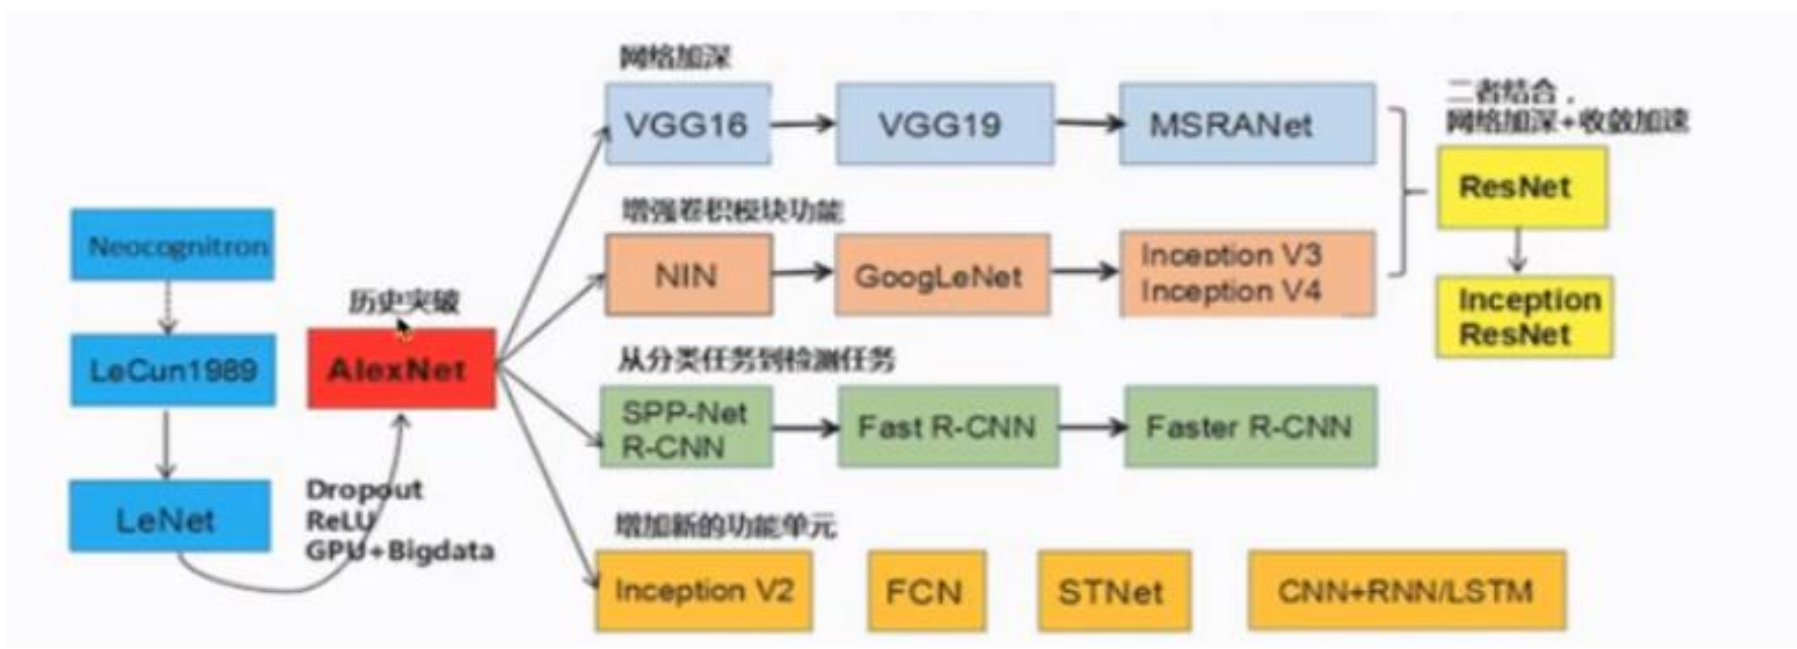 Neocognitron
LeCun1989
LeNet
Dropout
ReLU
GPU+Bigdata
历史突破
AlexNet
网络加深
VGG16
VGG19
MSRANet
增强卷积模块功能
NIN
GoogLeNet
Inception V3
Inception V4
二者结合，
网络加深+收敛加速
ResNet
Inception
ResNet
从分类任务到检测任务
SPP-Net
R-CNN
Fast R-CNN
Faster R-CNN
增加新的功能单元
Inception V2
FCN
STNet
CNN+RNN/LSTM